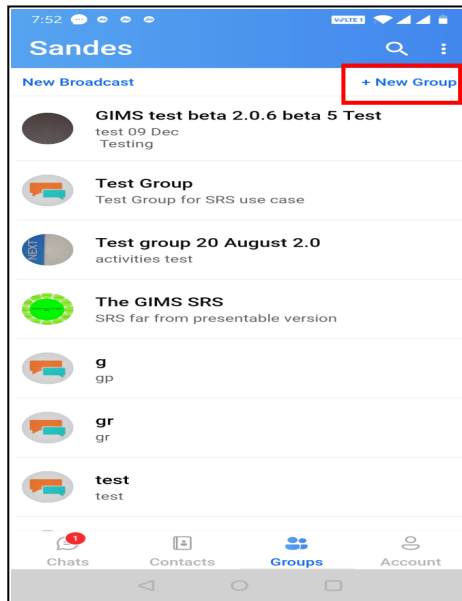 7:52
VoLTE 1
Sandes
New Broadcast
+ New Group
GIMS test beta 2.0.6 beta 5 Test
test 09 Dec
Testing
Test Group
Test Group for SRS use case
NEXT
Test group 20 August 2.0
activities test
The GIMS SRS
SRS far from presentable version
g
gp
gr
gr
test
test
1
Chats
Contacts
Groups
Account